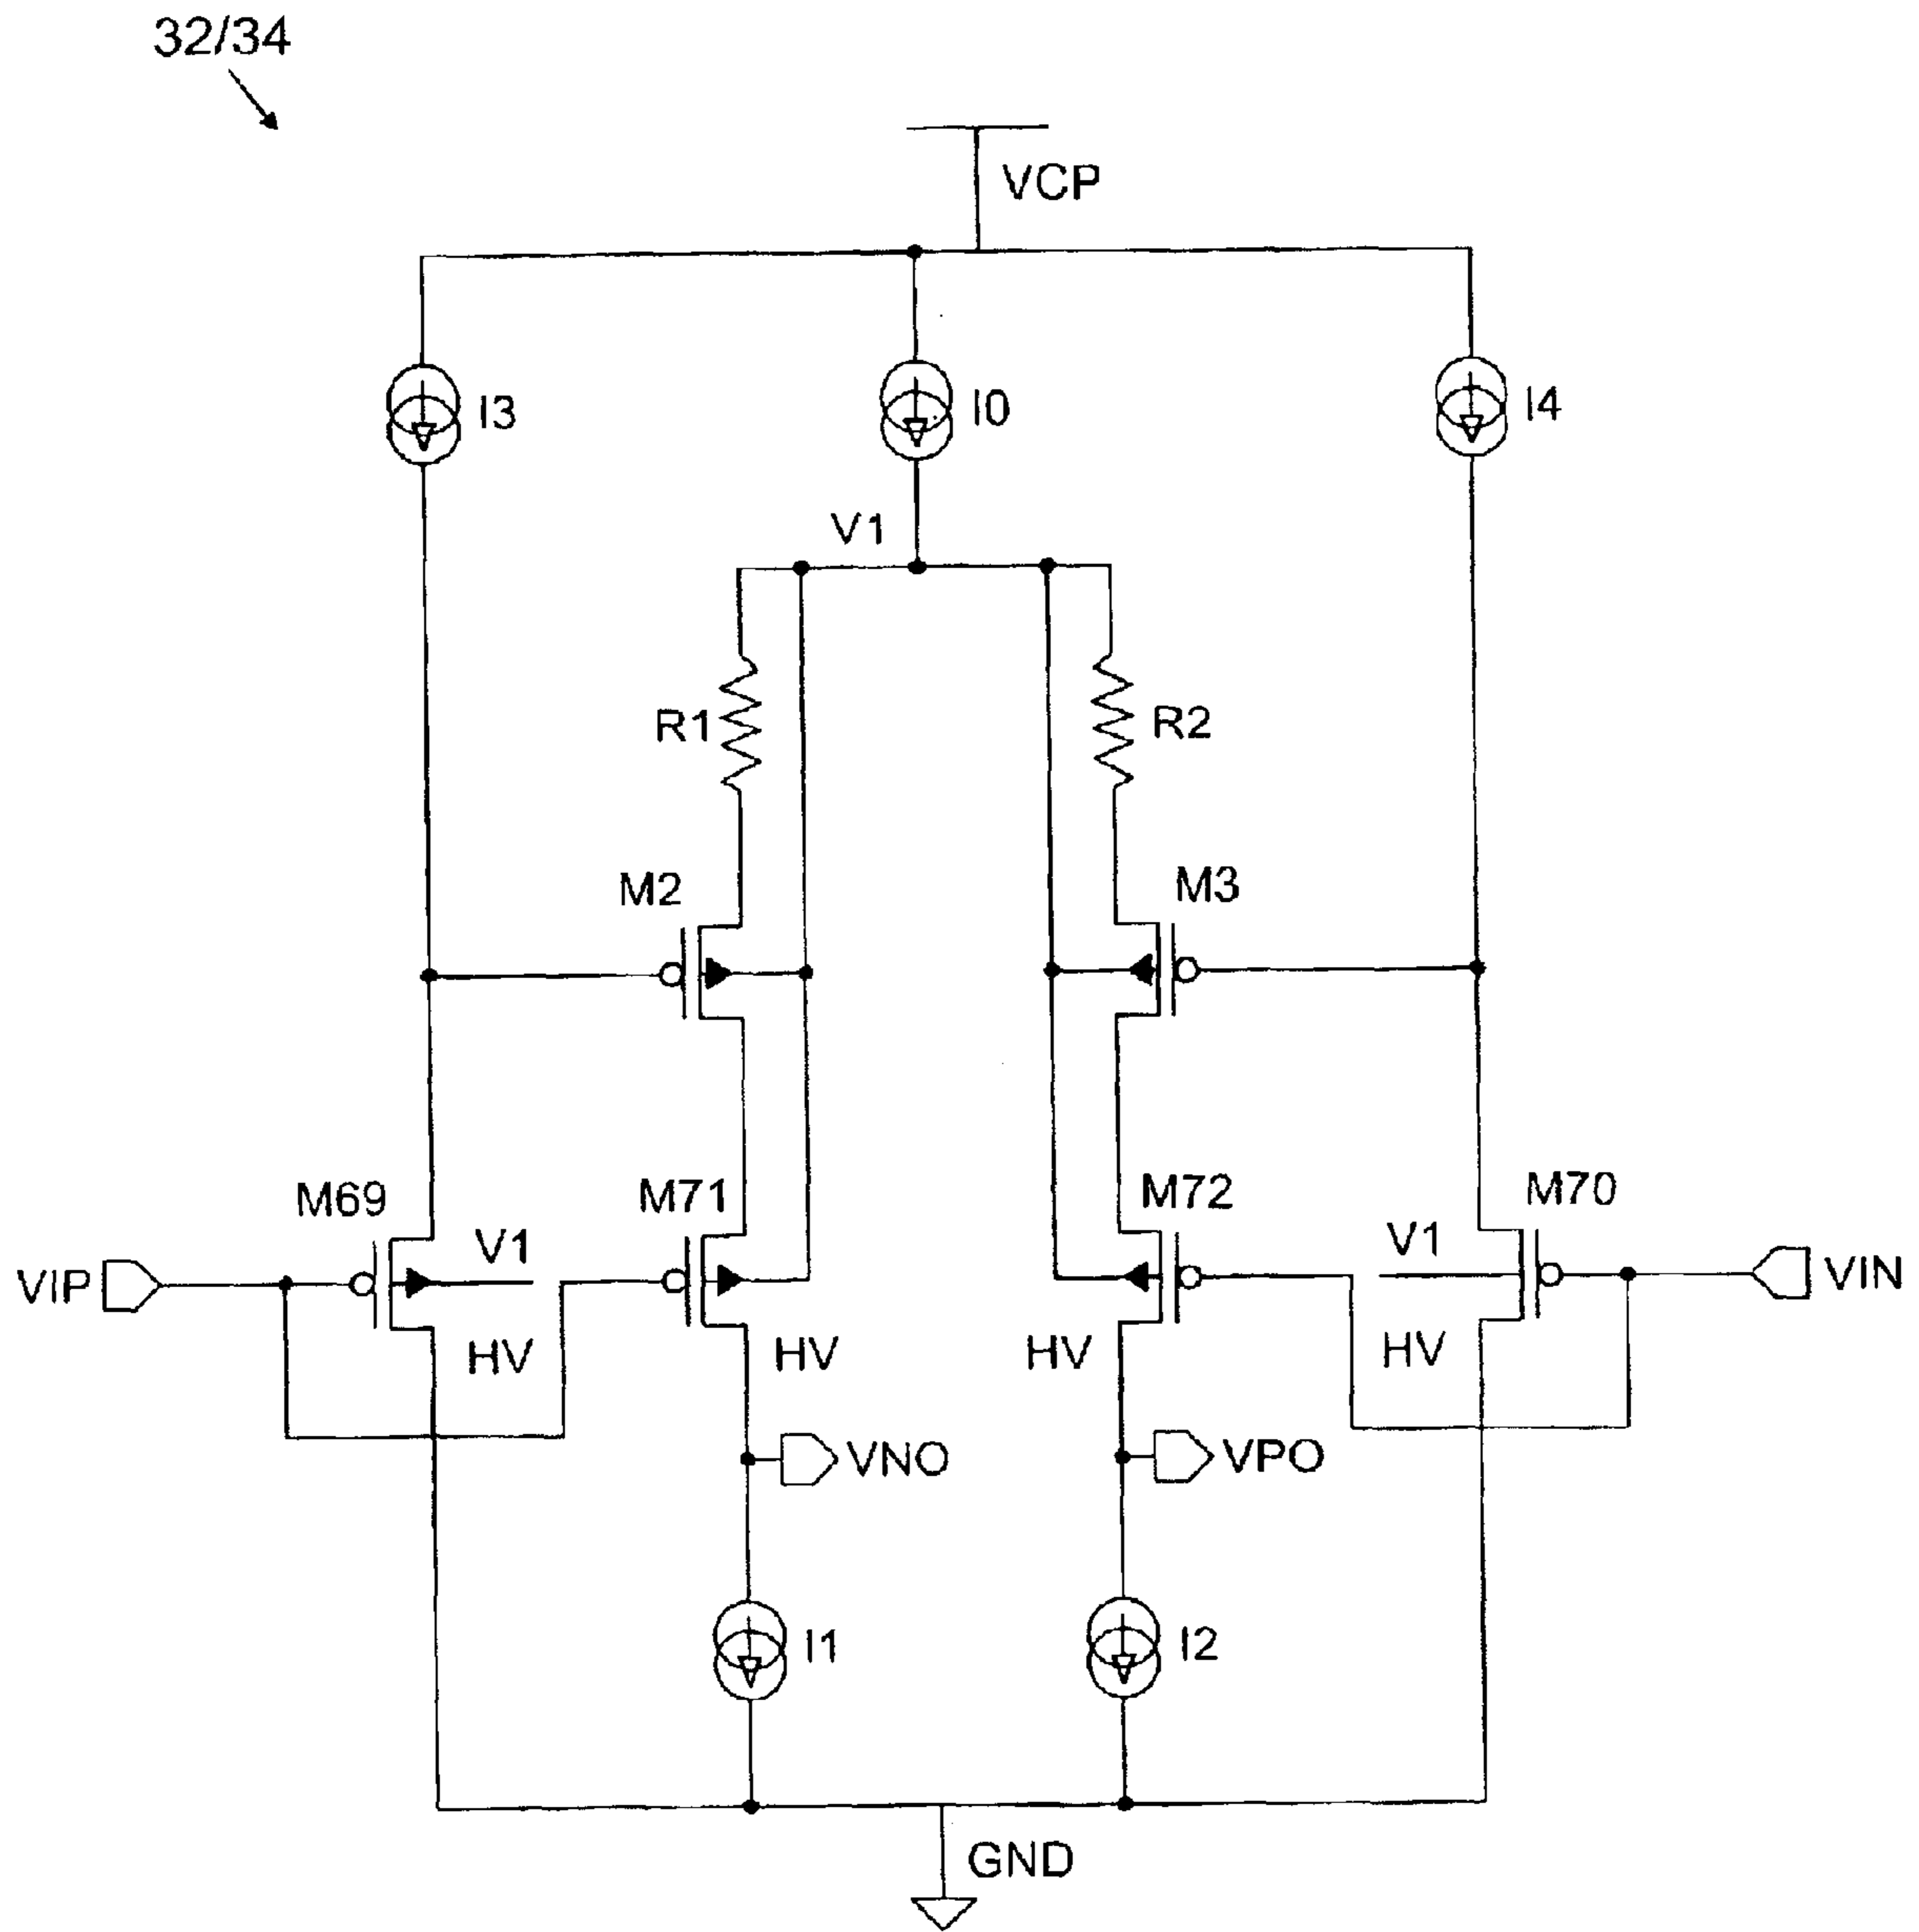 32/34
VCP
I3
I0
I4
V1
R1
R2
M2
M3
M69
M71
M72
M70
V1
V1
VIP
VIN
HV
HV
HV
HV
VNO
VPO
I1
I2
GND